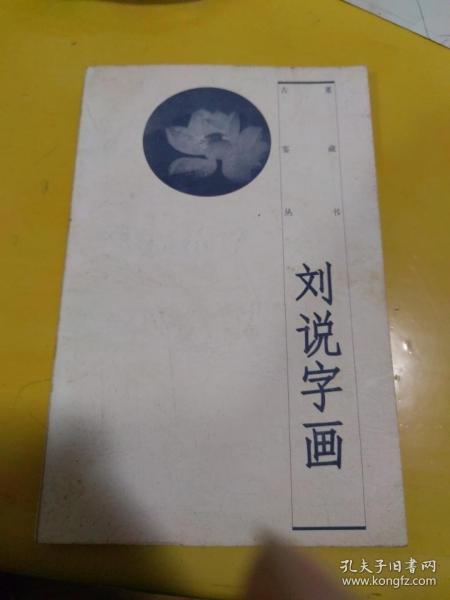 古董
鉴藏
丛书
刘说字画
孔夫子旧书网
www.kongfz.com